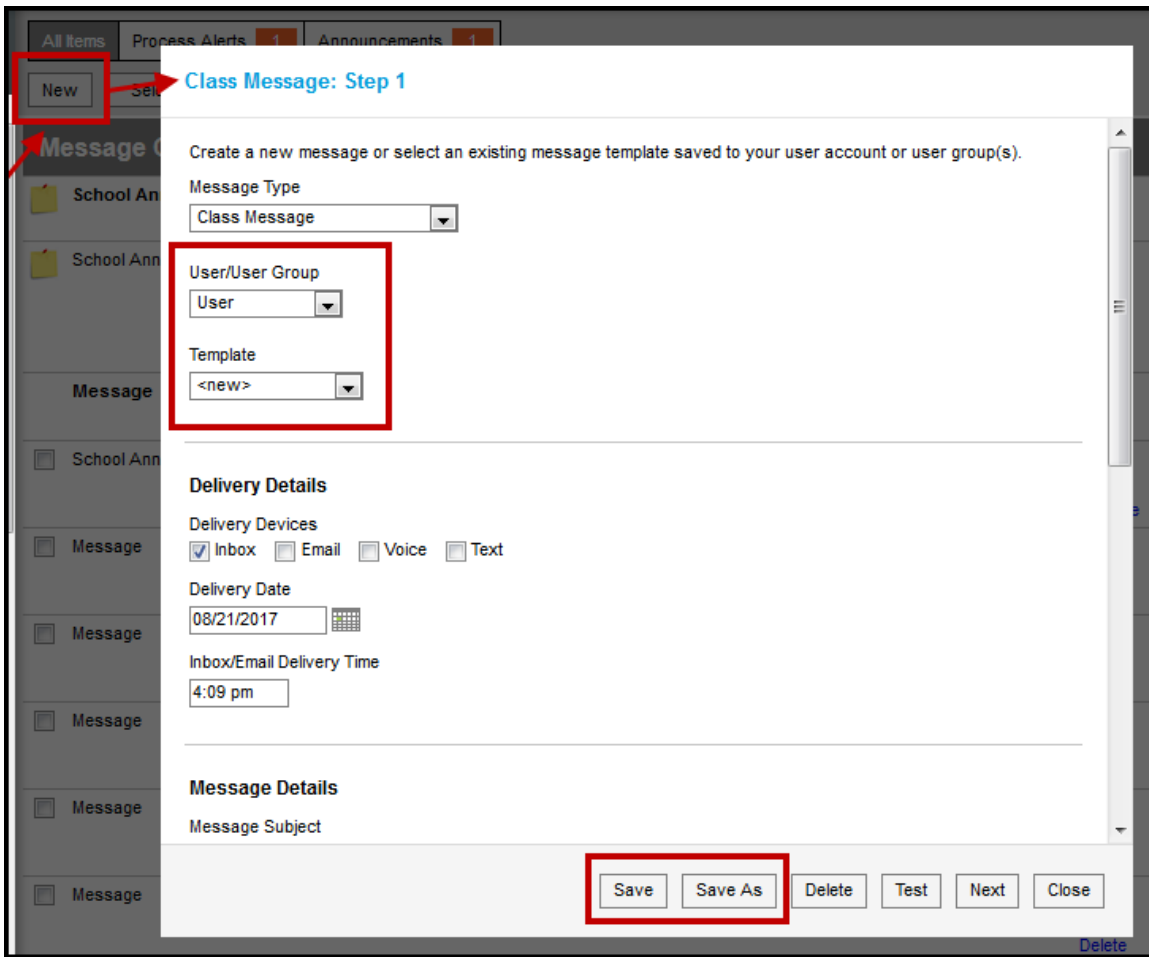 All Items Process Alerts 1 Announcements 1
New
Class Message: Step 1
Message
Create a new message or select an existing message template saved to your user account or user group(s).
School An
Message Type
Class Message
School Ann
User/User Group
User
Template
<new>
Message
School Ann
Delivery Details
Delivery Devices
Message
Inbox Email Voice Text
Delivery Date
08/21/2017
Message
Inbox/Email Delivery Time
4:09 pm
Message
Message Details
Message
Message Subject
Save Save As Delete Test Next Close
Message
Delete